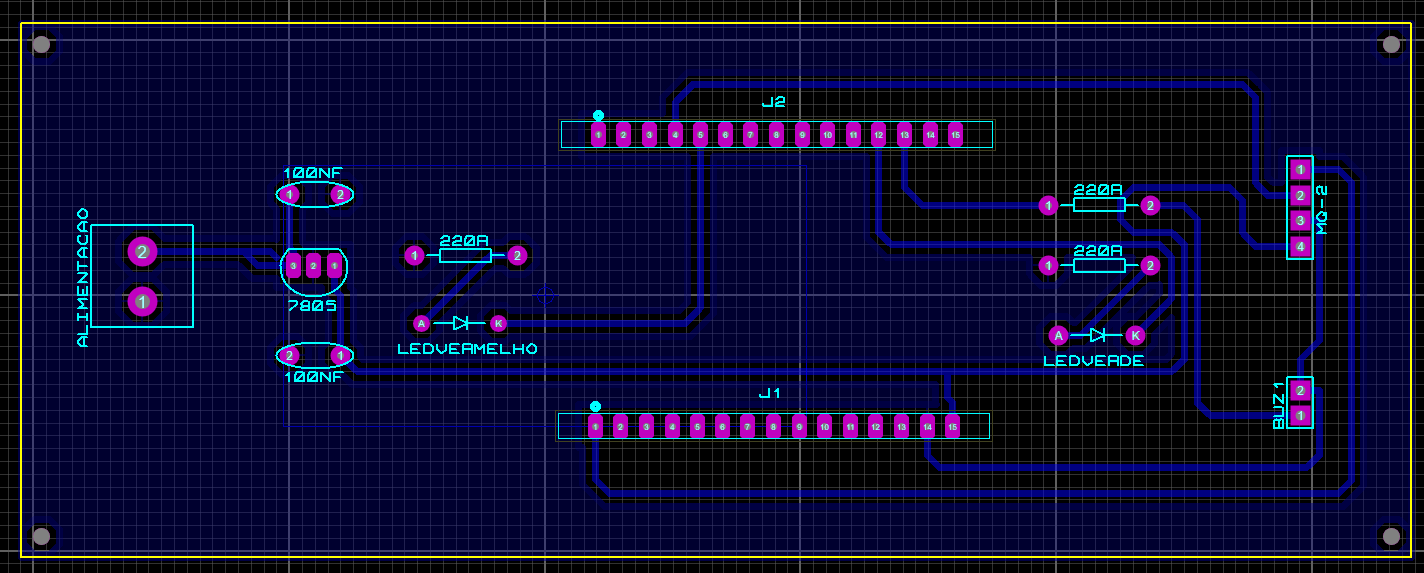 J2
1 2 3 4 5 6 7 8 9 10 11 12 13 14 15
100NF
1 2
ALIMENTACAO
2
1
3 2 1
7805
220R
1 2
A K
LEDVERMELHO
2 1
100NF
220R
1 2
220R
1 2
A K
LEDVERDE
MQ-2
1
2
3
4
BUZ1
2
1
J1
1 2 3 4 5 6 7 8 9 10 11 12 13 14 15